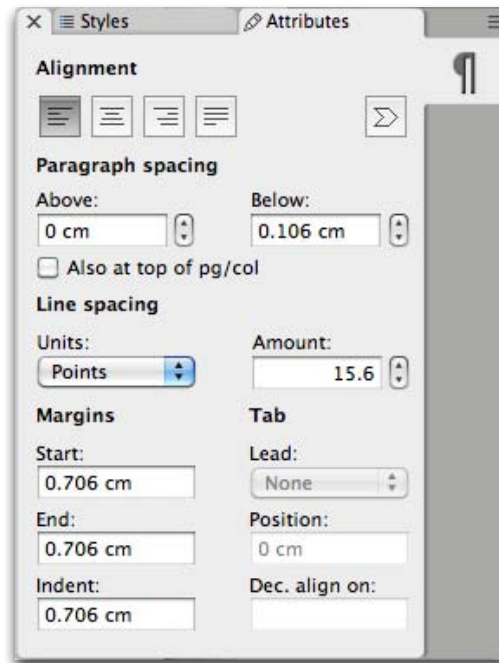 Styles Attributes
Alignment
Paragraph spacing
Above: Below:
0 cm 0.106 cm
Also at top of pg/col
Line spacing
Units: Amount:
Points 15.6
Margins Tab
Start: Lead:
0.706 cm None
End: Position:
0.706 cm 0 cm
Indent: Dec. align on:
0.706 cm